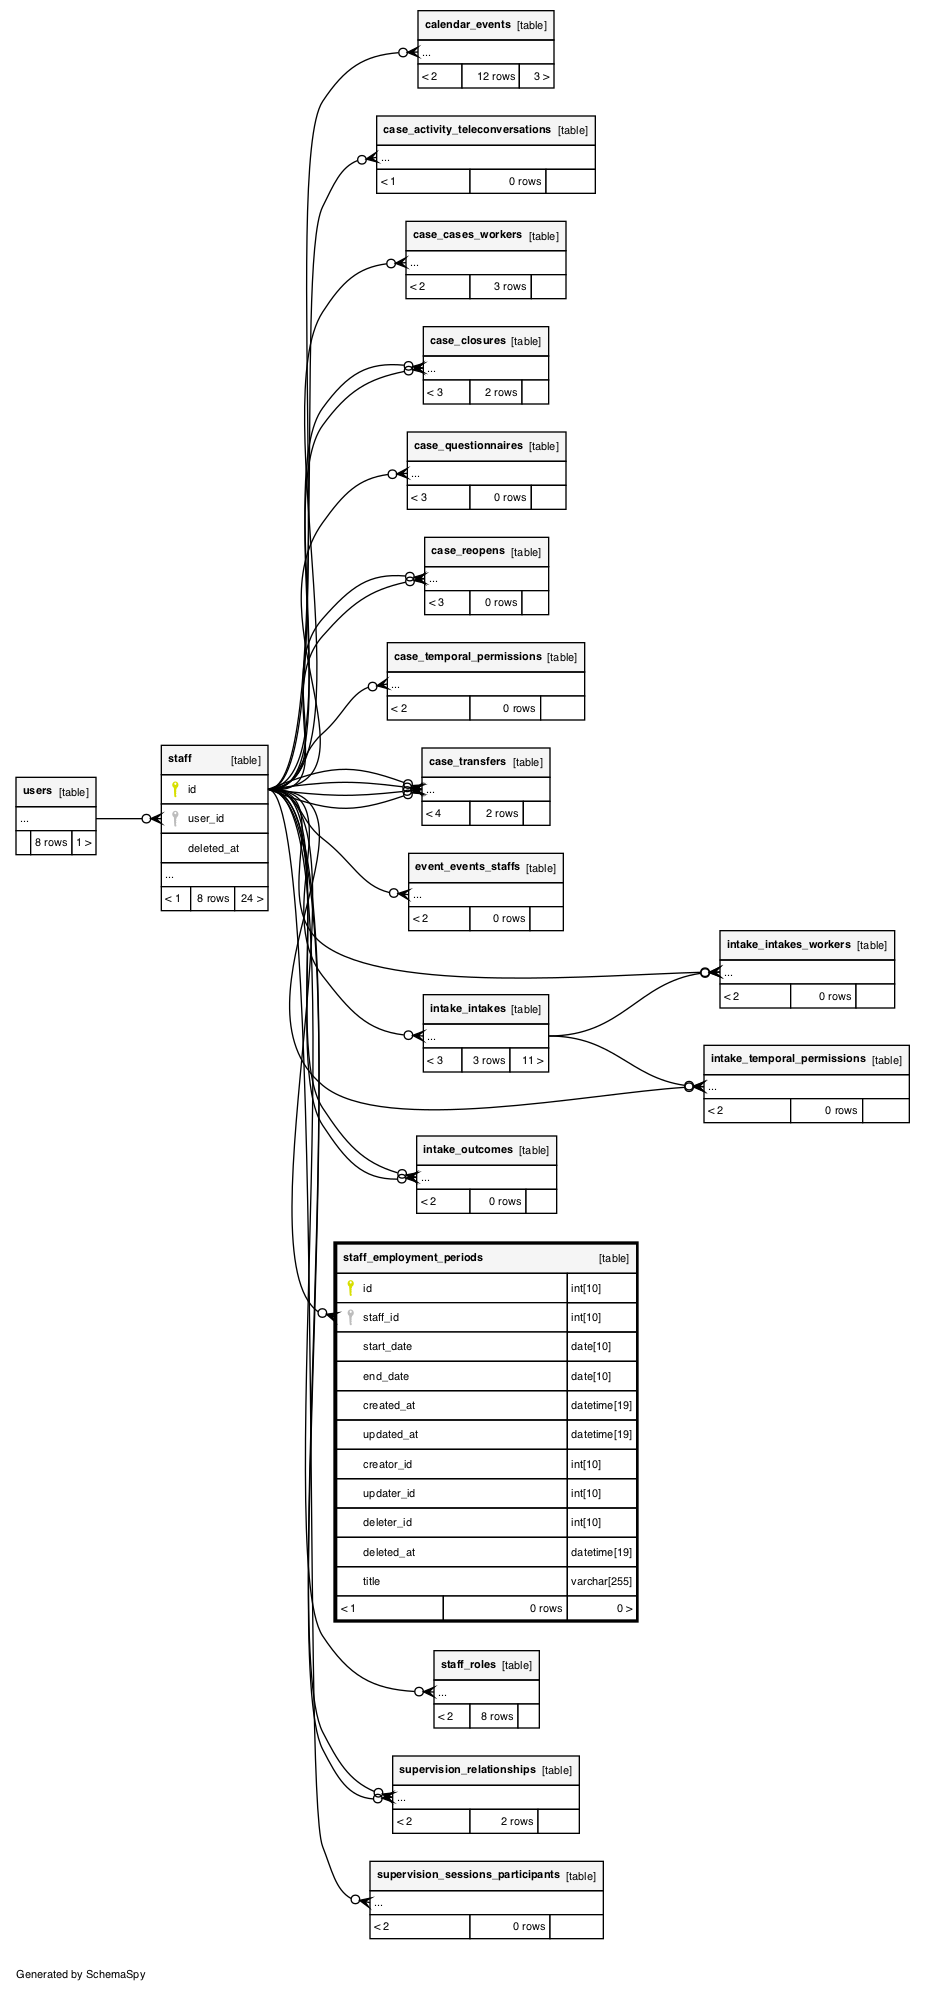 calendar_events [table]
...
< 2 12 rows 3 >
case_activity_teleconversations [table]
...
< 1 0 rows
case_cases_workers [table]
...
< 2 3 rows
case_closures [table]
...
< 3 2 rows
case_questionnaires [table]
...
< 3 0 rows
case_reopens [table]
...
< 3 0 rows
case_temporal_permissions [table]
...
< 2 0 rows
users [table]
...
8 rows 1 >
staff [table]
id
user_id
deleted_at
...
< 1 8 rows 24 >
case_transfers [table]
...
< 4 2 rows
event_events_staffs [table]
...
< 2 0 rows
intake_intakes_workers [table]
...
< 2 0 rows
intake_intakes [table]
...
< 3 3 rows 11 >
intake_temporal_permissions [table]
...
< 2 0 rows
intake_outcomes [table]
...
< 2 0 rows
staff_employment_periods [table]
id int[10]
staff_id int[10]
start_date date[10]
end_date date[10]
created_at datetime[19]
updated_at datetime[19]
creator_id int[10]
updater_id int[10]
deleter_id int[10]
deleted_at datetime[19]
title varchar[255]
< 1 0 rows 0 >
staff_roles [table]
...
< 2 8 rows
supervision_relationships [table]
...
< 2 2 rows
supervision_sessions_participants [table]
...
< 2 0 rows
Generated by SchemaSpy